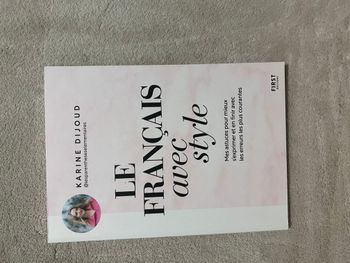 KARINE DIJOUD
LE
FRANÇAIS
avec
style
Mes astuces pour mieux
s'exprimer et en finir avec
les erreurs les plus courantes
FIRST